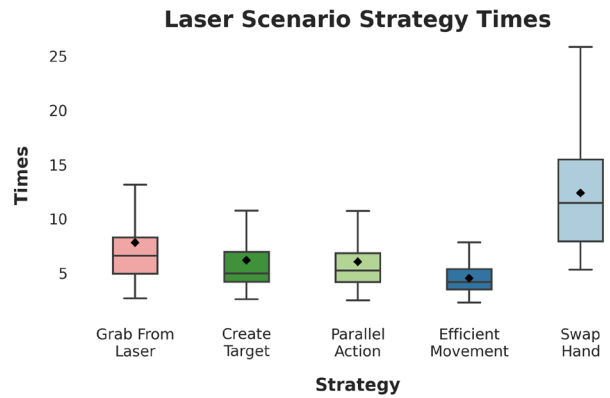 Laser Scenario Strategy Times
25
20
15
10
5
Times
Grab From
Laser
Create
Target
Parallel
Action
Efficient
Movement
Swap
Hand
Strategy